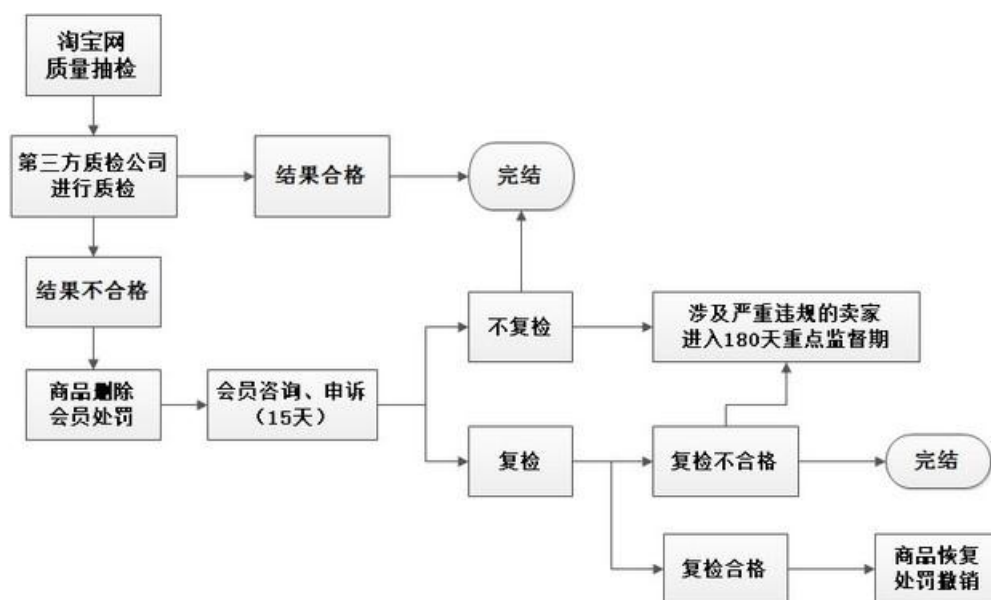 淘宝网
质量抽检
第三方质检公司
进行质检
结果合格
完结
结果不合格
不复检
涉及严重违规的卖家
进入180天重点监督期
商品删除
会员处罚
会员咨询、申诉
（15天）
复检
复检不合格
完结
复检合格
商品恢复
处罚撤销